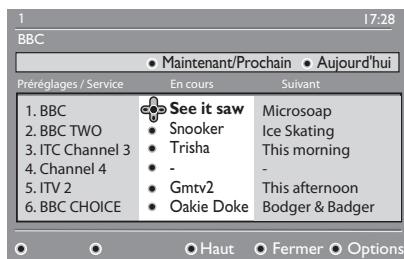 1 17:28
BBC
Maintenant/Prochain Aujourd'hui
Préréglages / Service En cours Suivant
1. BBC See it saw Microsoap
2. BBC TWO Snooker Ice Skating
3. ITC Channel 3 Trisha This morning
4. Channel 4 - -
5. ITV 2 Gmtv2 This afternoon
6. BBC CHOICE Oakie Doke Bodger & Badger
Haut Fermer Options